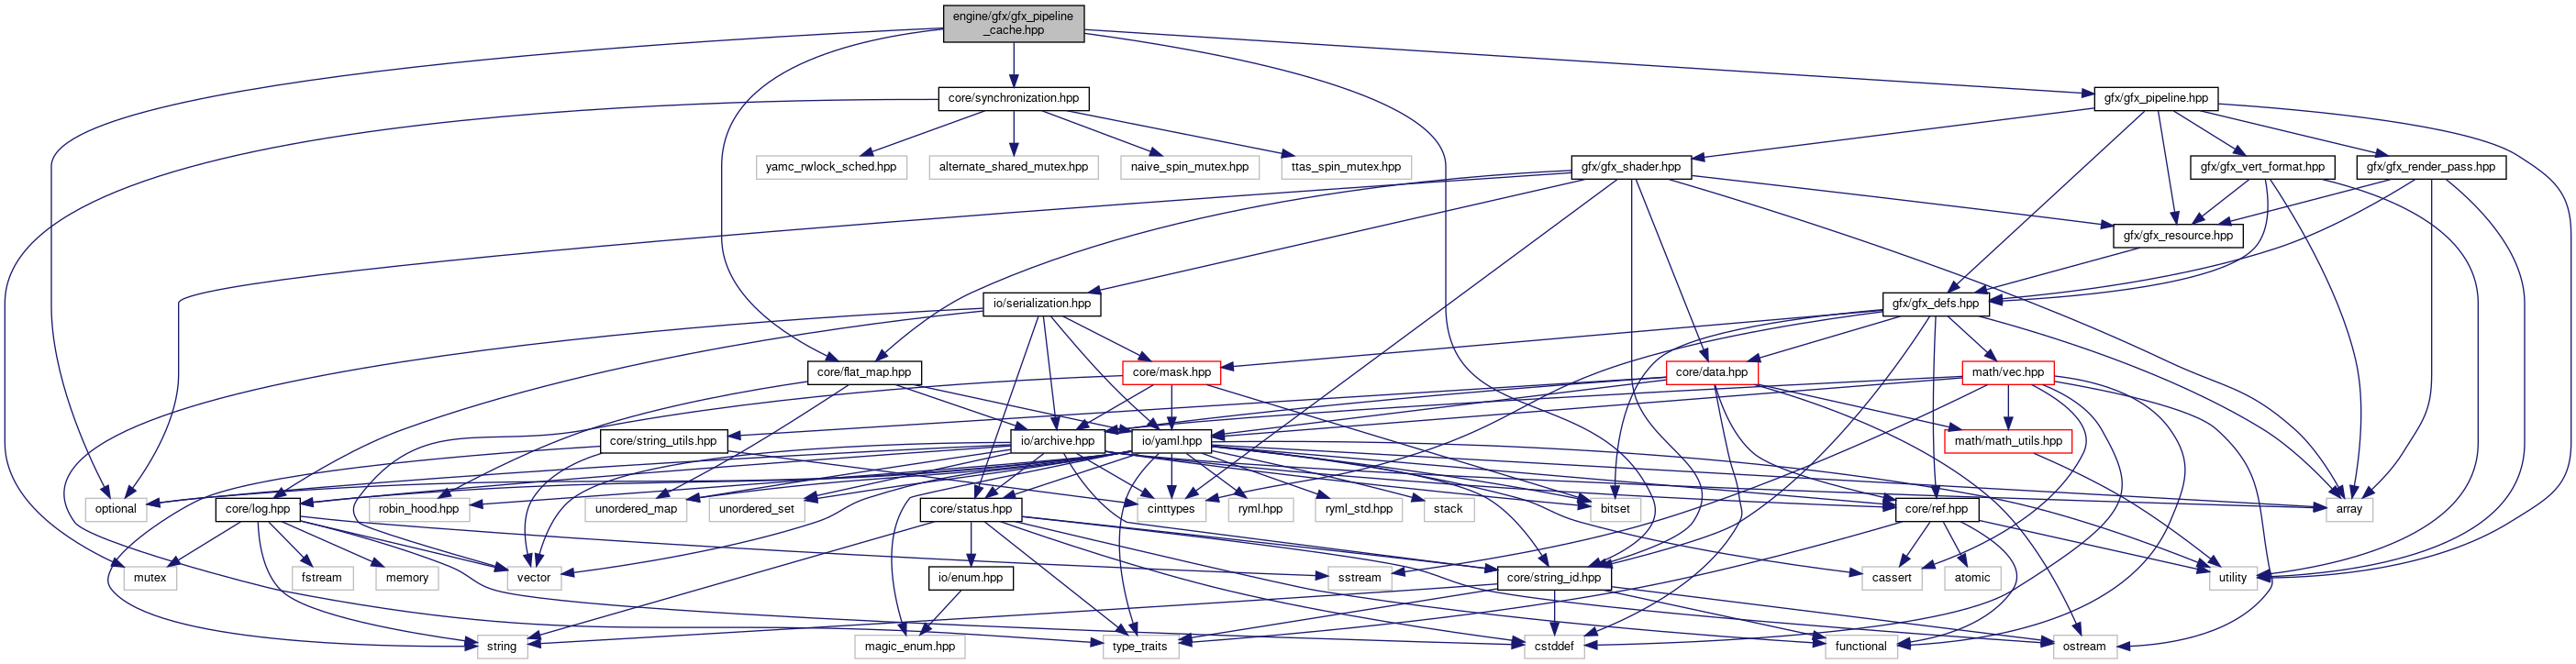 engine/gfx/gfx_pipeline
_cache.hpp
core/synchronization.hpp
gfx/gfx_pipeline.hpp
yamc_rwlock_sched.hpp
alternate_shared_mutex.hpp
naive_spin_mutex.hpp
ttas_spin_mutex.hpp
gfx/gfx_shader.hpp
gfx/gfx_vert_format.hpp
gfx/gfx_render_pass.hpp
gfx/gfx_resource.hpp
io/serialization.hpp
gfx/gfx_defs.hpp
core/flat_map.hpp
core/mask.hpp
core/data.hpp
math/vec.hpp
core/string_utils.hpp
io/archive.hpp
io/yaml.hpp
math/math_utils.hpp
optional
core/log.hpp
robin_hood.hpp
unordered_map
unordered_set
core/status.hpp
cinttypes
ryml.hpp
ryml_std.hpp
stack
bitset
core/ref.hpp
array
mutex
fstream
memory
vector
sstream
io/enum.hpp
core/string_id.hpp
cassert
atomic
utility
string
magic_enum.hpp
type_traits
cstddef
functional
ostream